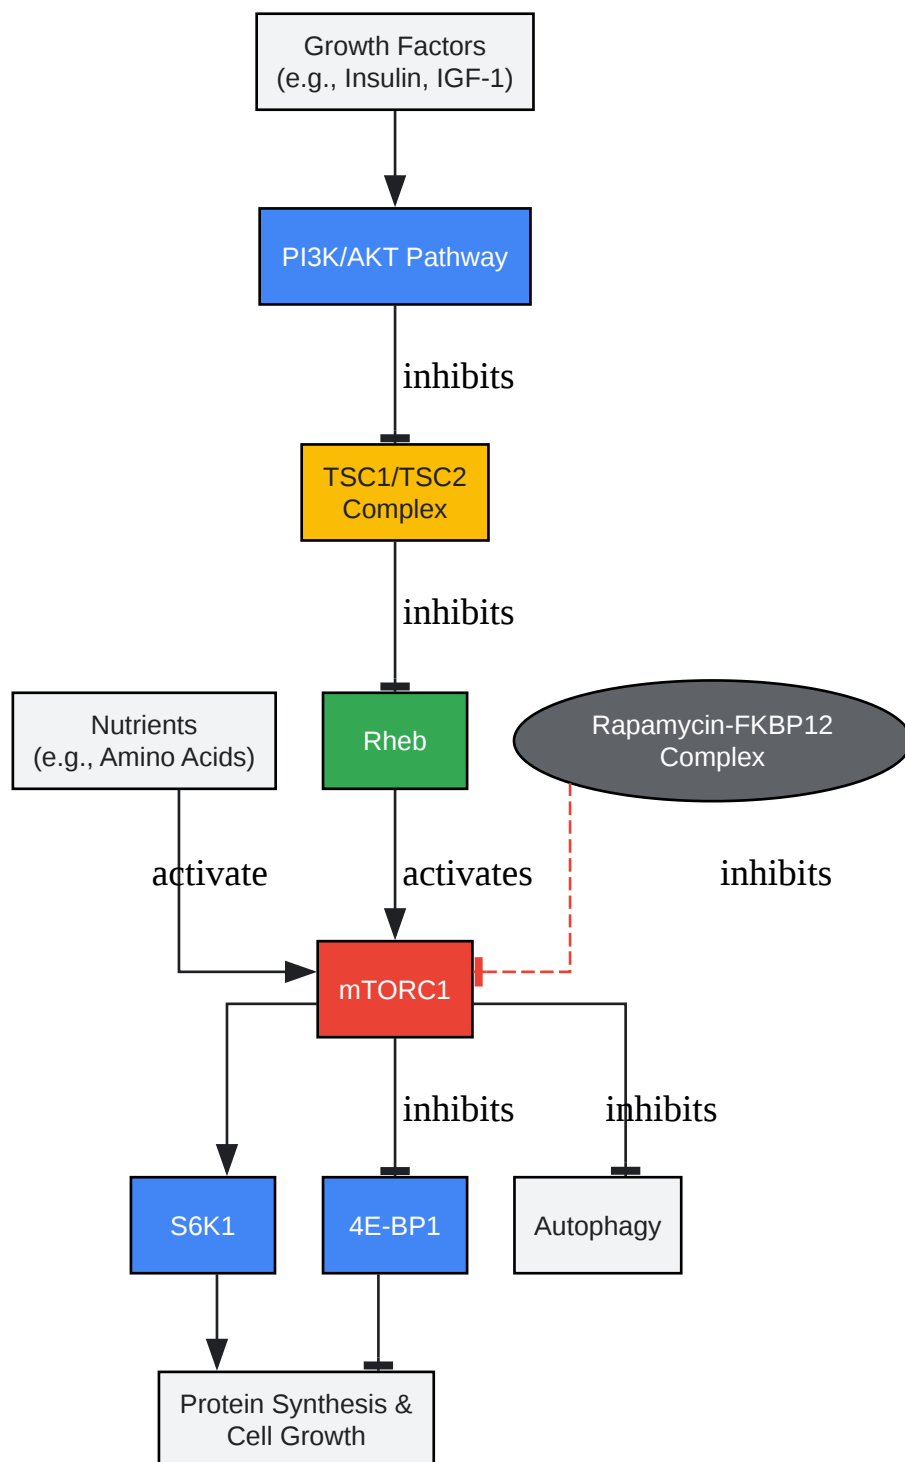 Growth Factors
(e.g., Insulin, IGF-1)
PI3K/AKT Pathway
inhibits
TSC1/TSC2
Complex
inhibits
Nutrients
(e.g., Amino Acids)
Rheb
Rapamycin-FKBP12
Complex
activate
activates
inhibits
mTORC1
inhibits
inhibits
S6K1
4E-BP1
Autophagy
Protein Synthesis &
Cell Growth